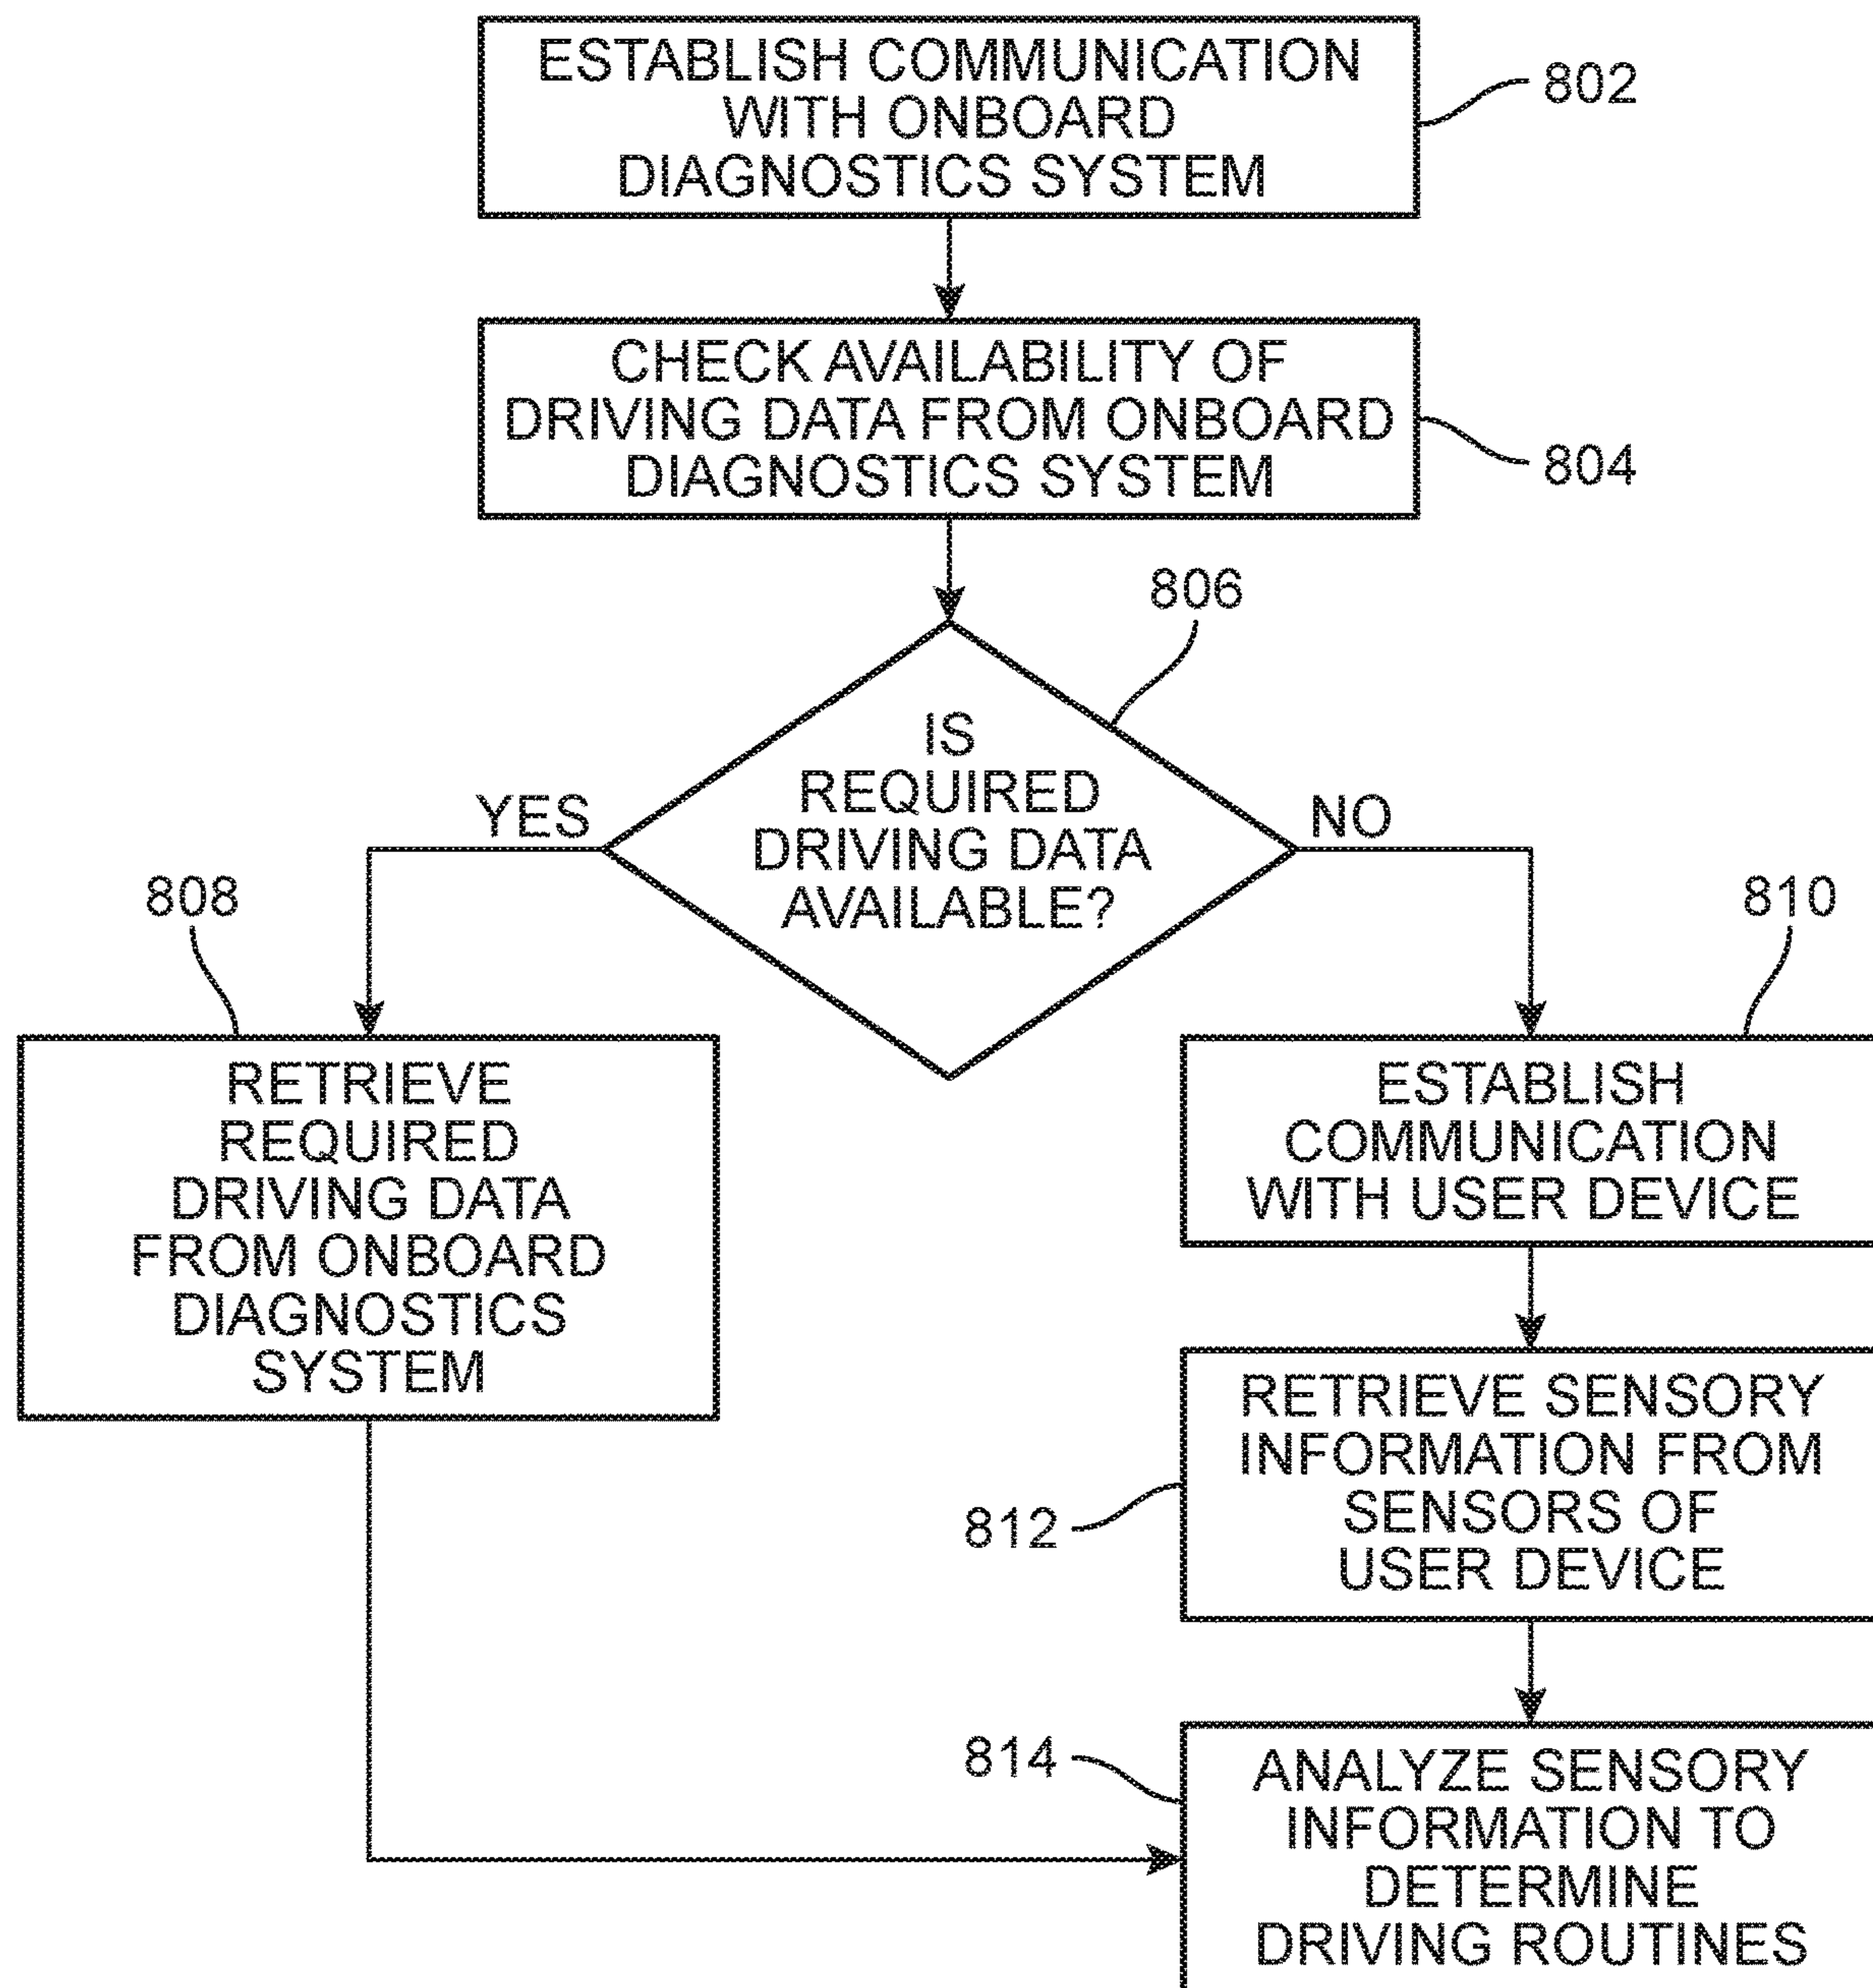 ESTABLISH COMMUNICATION
WITH ONBOARD
DIAGNOSTICS SYSTEM
802
CHECK AVAILABILITY OF
DRIVING DATA FROM ONBOARD
DIAGNOSTICS SYSTEM
804
806
IS
REQUIRED
DRIVING DATA
AVAILABLE?
YES
NO
808
RETRIEVE
REQUIRED
DRIVING DATA
FROM ONBOARD
DIAGNOSTICS
SYSTEM
810
ESTABLISH
COMMUNICATION
WITH USER DEVICE
812
RETRIEVE SENSORY
INFORMATION FROM
SENSORS OF
USER DEVICE
814
ANALYZE SENSORY
INFORMATION TO
DETERMINE
DRIVING ROUTINES